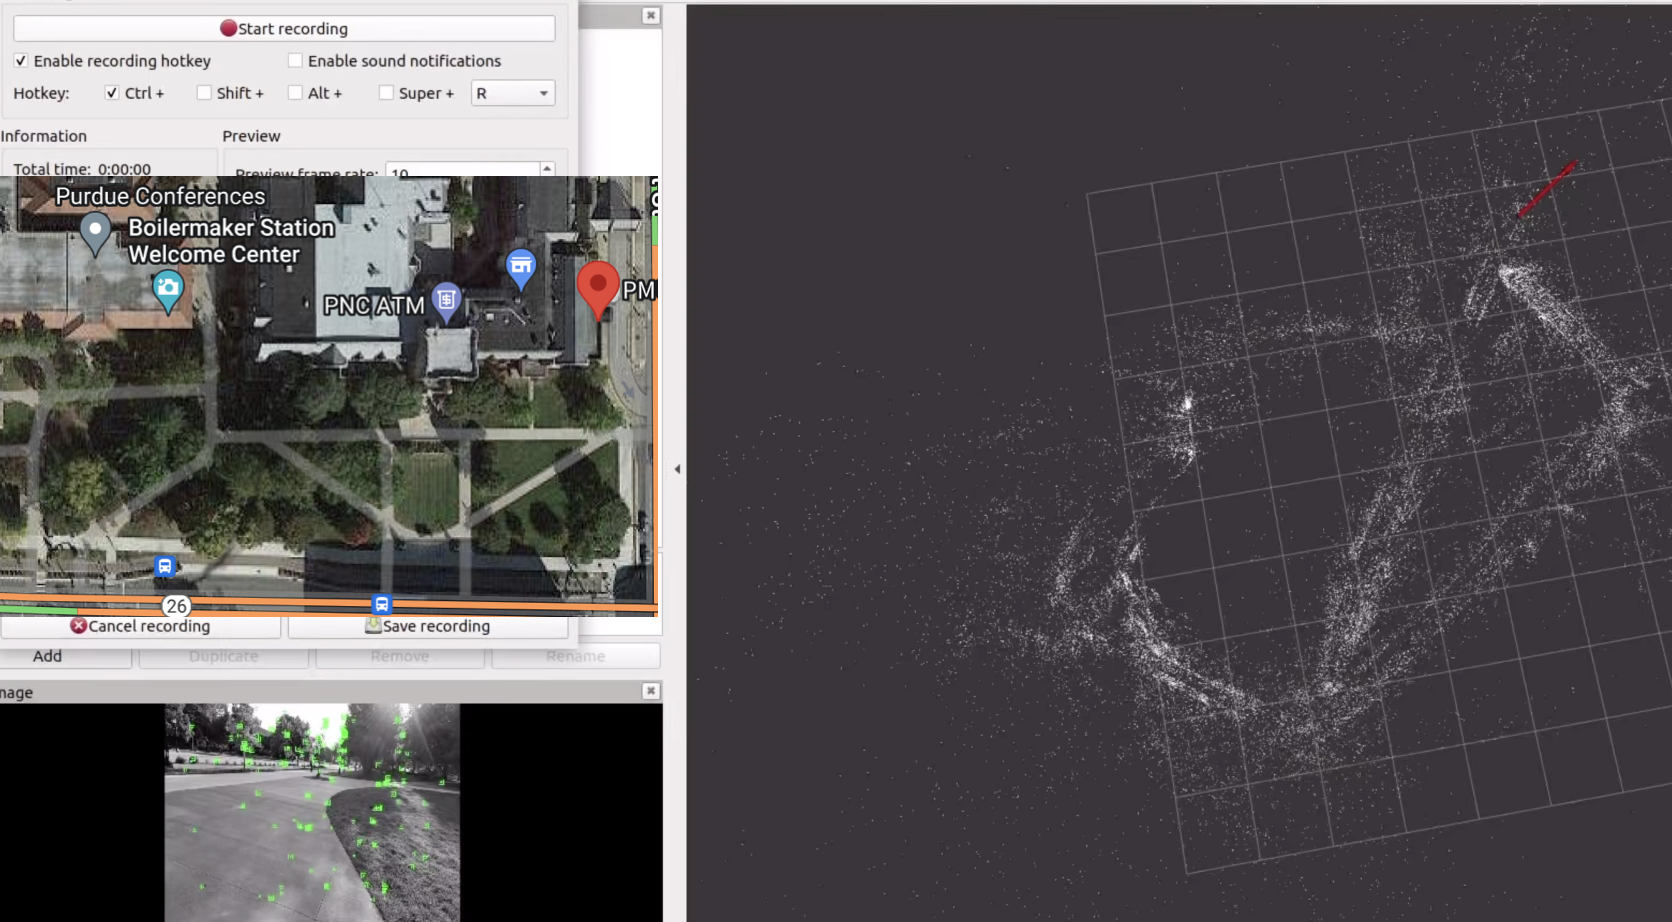 Start recording
Enable recording hotkey
Enable sound notifications
Hotkey:
Ctrl +
Shift +
Alt +
Super +
R
Information
Preview
Total time: 0:00:00
Preview frame rate:
10
Purdue Conferences
Boilermaker Station
Welcome Center
PNC ATM
PM
26
Cancel recording
Save recording
Add
Duplicate
Remove
Rename
mage